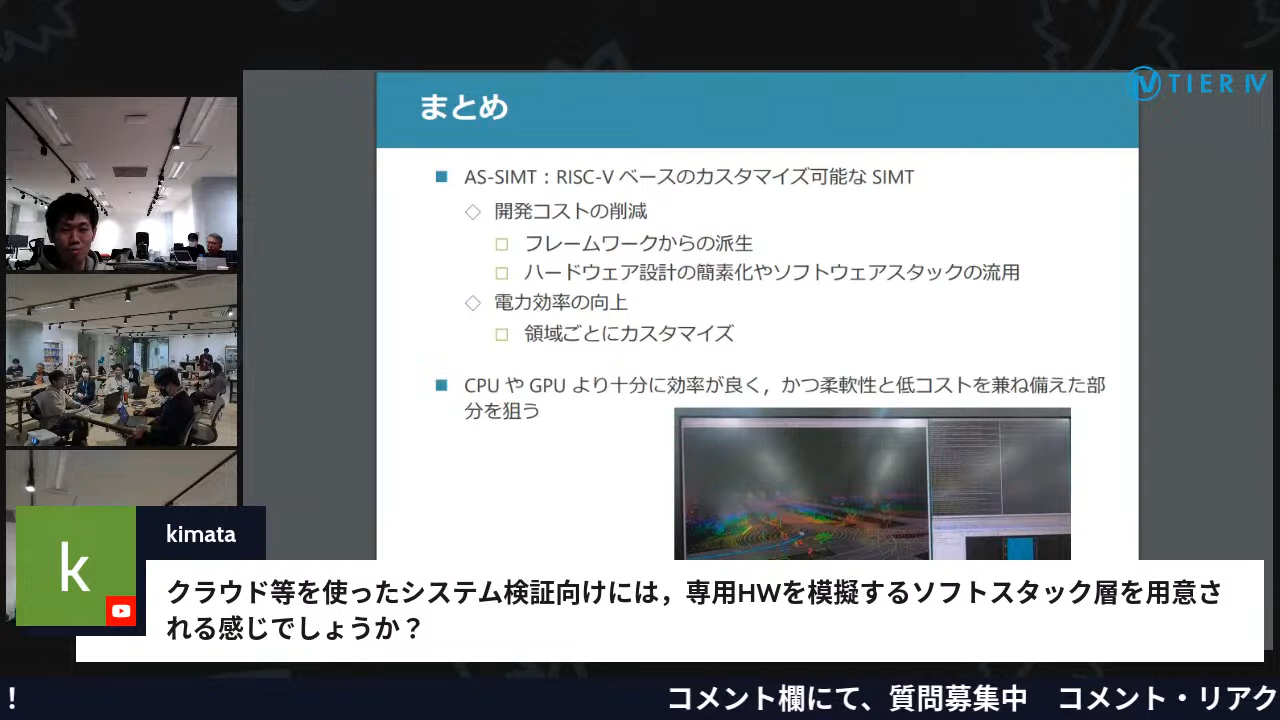 TIER IV
まとめ
AS-SIMT：RISC-V ベースのカスタマイズ可能な SIMT
開発コストの削減
フレームワークからの派生
ハードウェア設計の簡素化やソフトウェアスタックの流用
電力効率の向上
領域ごとにカスタマイズ
CPU や GPU より十分に効率が良く，かつ柔軟性と低コストを兼ね備えた部
分を狙う
k
kimata
クラウド等を使ったシステム検証向けには，専用HWを模擬するソフトスタック層を用意さ
れる感じでしょうか？
！ コメント欄にて、質問募集中　コメント・リアク